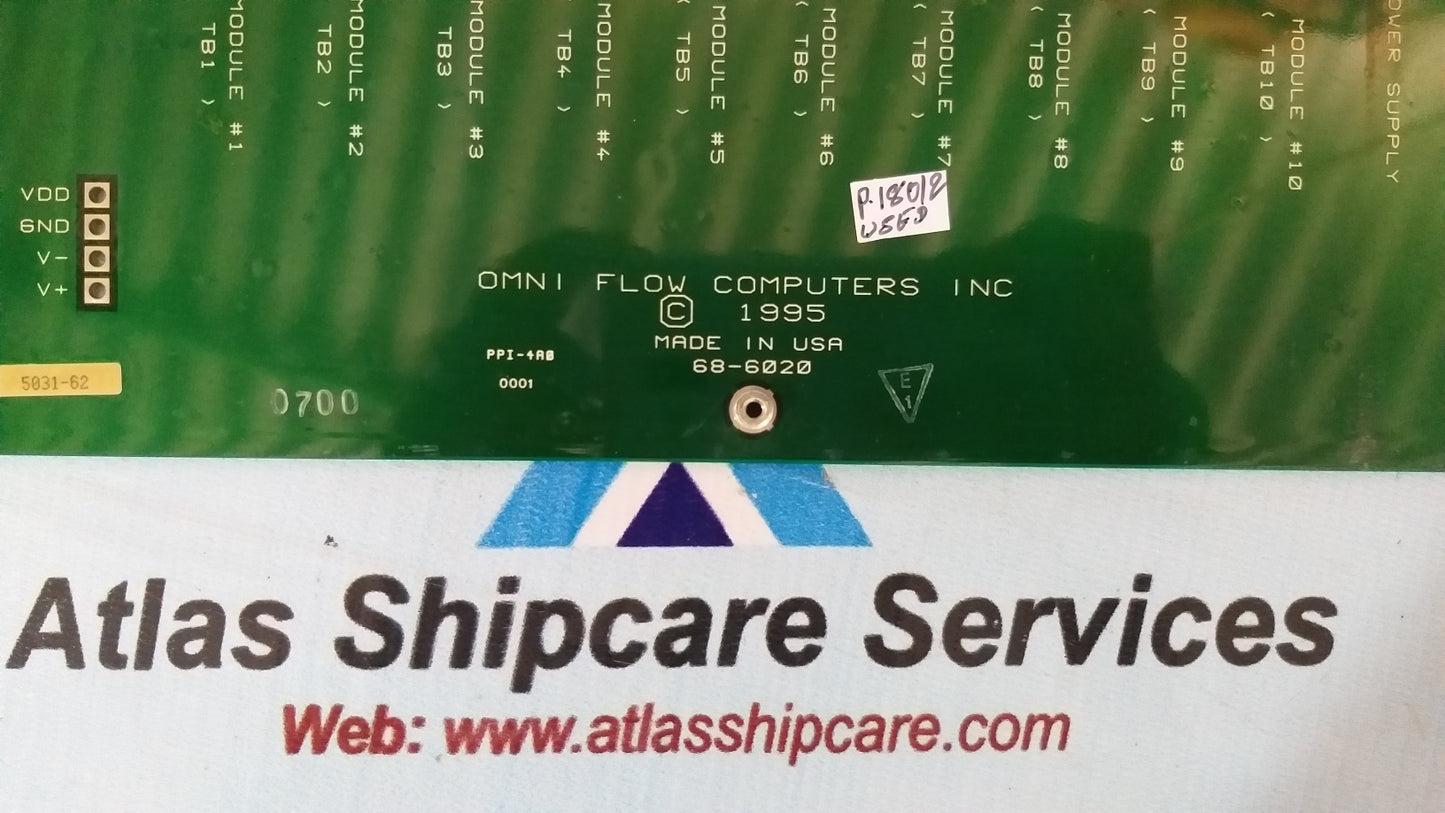 MODULE #1
( TB1 )
MODULE #2
( TB2 )
MODULE #3
( TB3 )
MODULE #4
( TB4 )
MODULE #5
( TB5 )
MODULE #6
( TB6 )
MODULE #7
( TB7 )
MODULE #8
( TB8 )
MODULE #9
( TB9 )
MODULE #10
( TB10 )
POWER SUPPLY
VDD
GND
V-
V+
P.18012
USED
OMNI FLOW COMPUTERS INC
© 1995
MADE IN USA
68-6020
PPI-4A0
0001
5031-62
0700
E
1
Atlas Shipcare Services
Web: www.atlasshipcare.com